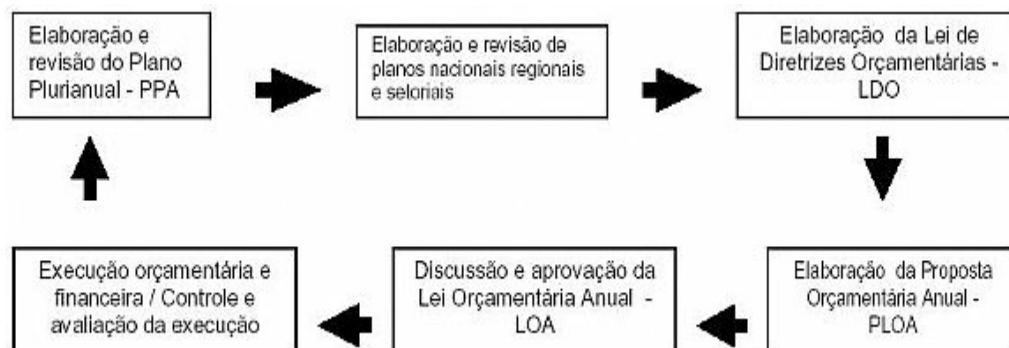 Elaboração e
revisão do Plano
Plurianual - PPA
Elaboração e revisão de
planos nacionais regionais
e setoriais
Elaboração da Lei de
Diretrizes Orçamentárias -
LDO
Elaboração da Proposta
Orçamentária Anual -
PLOA
Discussão e aprovação da
Lei Orçamentária Anual -
LOA
Execução orçamentária e
financeira / Controle e
avaliação da execução